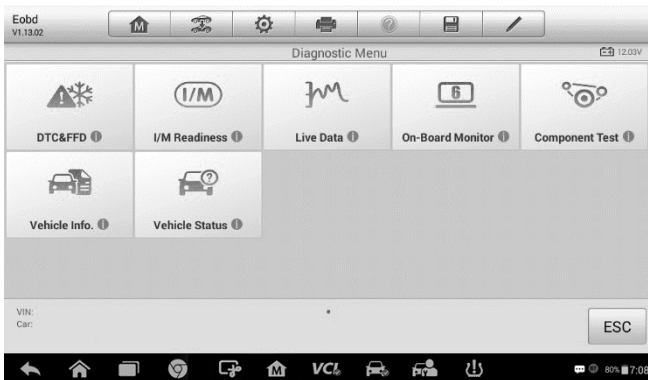 Eobd
V1.13.02
M
Diagnostic Menu
12.03V
I/M
6
DTC&FFD
I/M Readiness
Live Data
On-Board Monitor
Component Test
Vehicle Info.
Vehicle Status
VIN:
Car:
ESC
M
VCI
80% 7:08